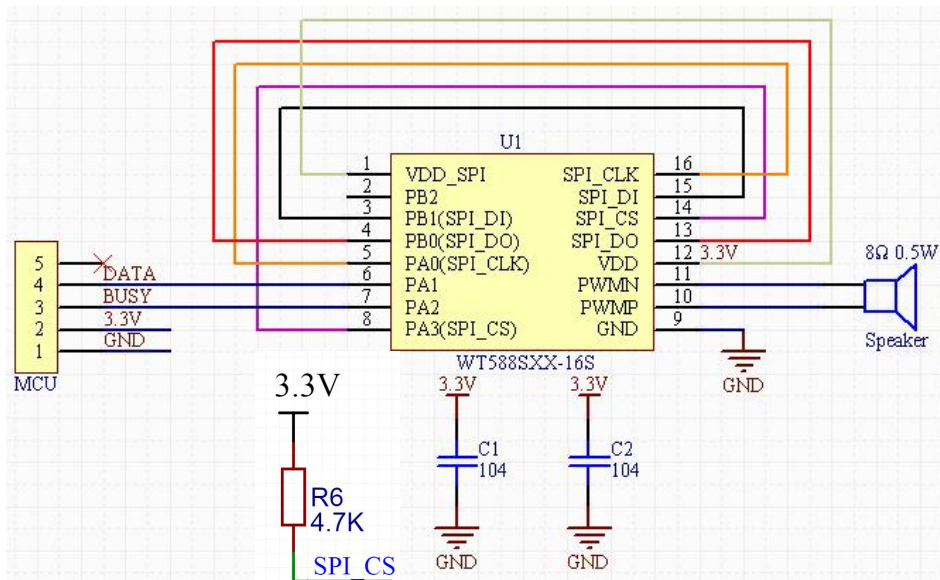 U1
1 VDD_SPI SPI_CLK 16
2 PB2 SPI_DI 15
3 PB1(SPI_DI) SPI_CS 14
4 PB0(SPI_DO) SPI_DO 13
5 PA0(SPI_CLK) VDD 12 3.3V
6 PA1 PWMN 11
7 PA2 PWMP 10
8 PA3(SPI_CS) GND 9
WT588SXX-16S
5
4 DATA
3 BUSY
2 3.3V
1 GND
MCU
8Ω 0.5W
Speaker
GND
3.3V
R6
4.7K
SPI_CS
3.3V
C1
104
GND
3.3V
C2
104
GND